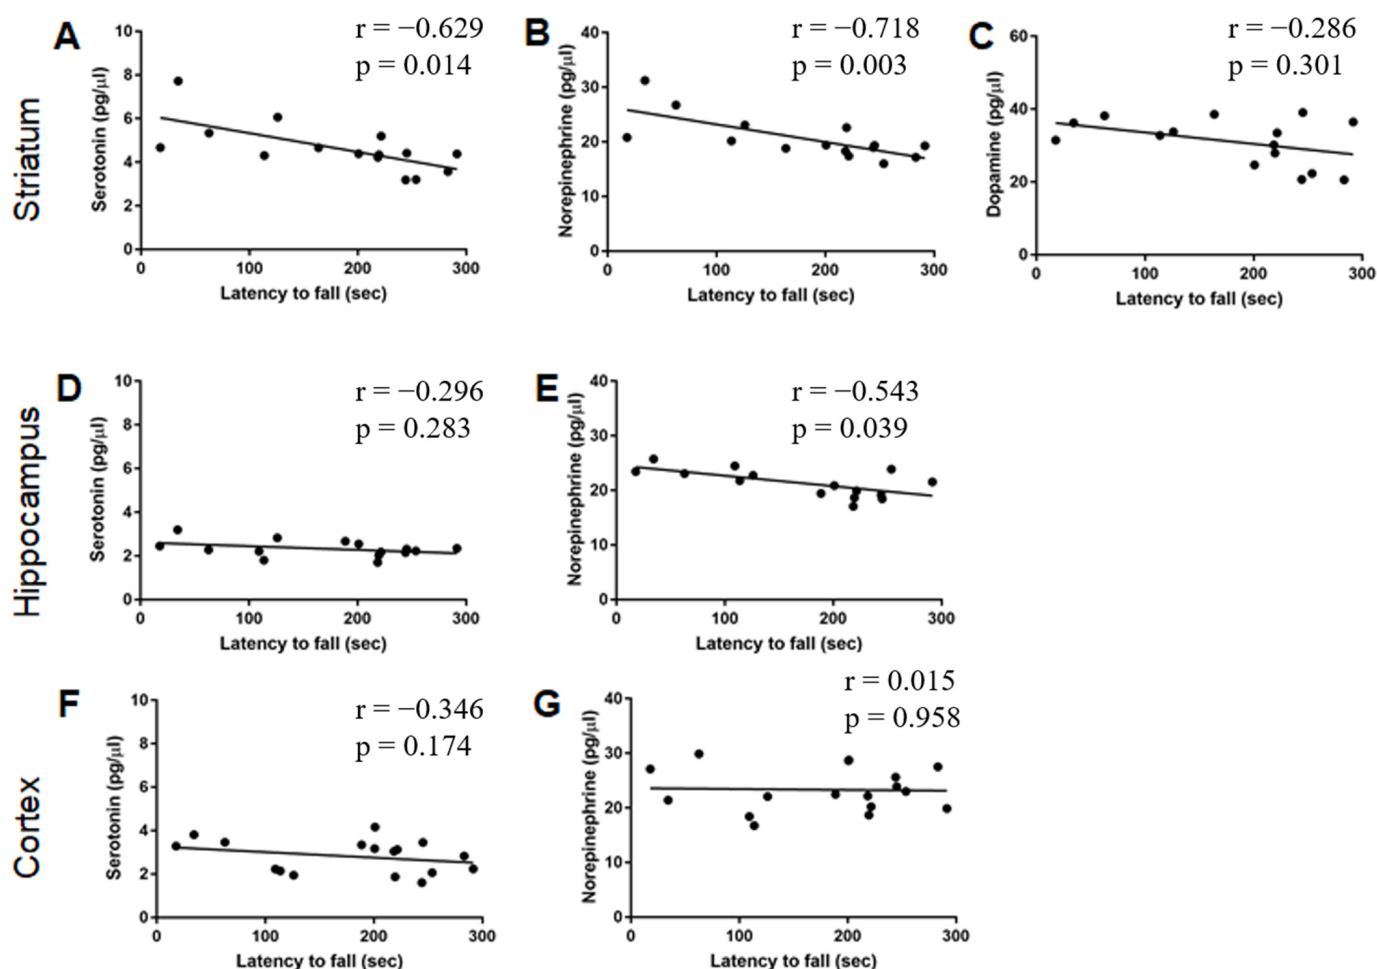 Striatum
A
r = −0.629
p = 0.014
Serotonin (pg/µl)
10
8
6
4
2
0
0 100 200 300
Latency to fall (sec)
B
r = −0.718
p = 0.003
Norepinephrine (pg/µl)
40
30
20
10
0
0 100 200 300
Latency to fall (sec)
C
r = −0.286
p = 0.301
Dopamine (pg/µl)
60
40
20
0
0 100 200 300
Latency to fall (sec)
Hippocampus
D
r = −0.296
p = 0.283
Serotonin (pg/µl)
10
8
6
4
2
0
0 100 200 300
Latency to fall (sec)
E
r = −0.543
p = 0.039
Norepinephrine (pg/µl)
40
30
20
10
0
0 100 200 300
Latency to fall (sec)
Cortex
F
r = −0.346
p = 0.174
Serotonin (pg/µl)
10
8
6
4
2
0
0 100 200 300
Latency to fall (sec)
G
r = 0.015
p = 0.958
Norepinephrine (pg/µl)
40
30
20
10
0
0 100 200 300
Latency to fall (sec)